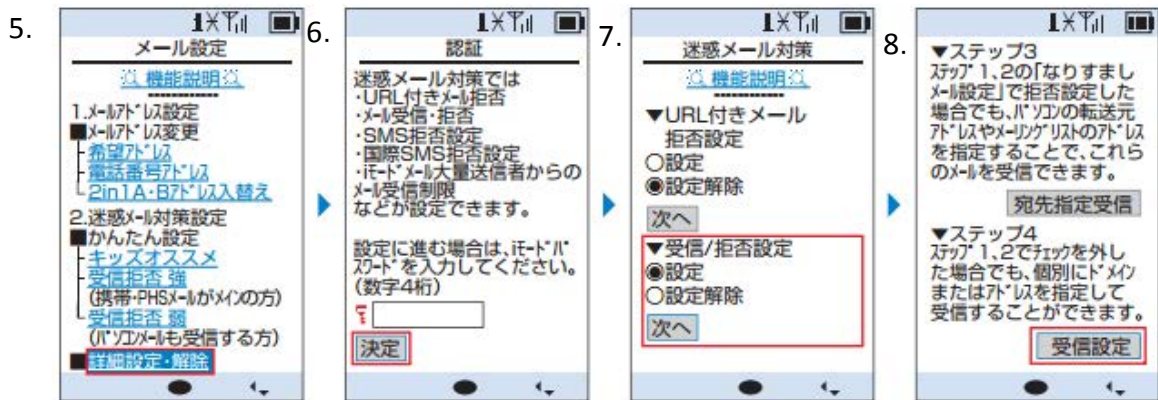 5.
メール設定
機能説明
1.メールアドレス設定
■メールアドレス変更
希望アドレス
電話番号アドレス
2in1A・Bアドレス入替え
2.迷惑メール対策設定
■かんたん設定
キッズオススメ
受信拒否 強
(携帯・PHSメールがメインの方)
受信拒否 弱
(パソコンメールも受信する方)
■詳細設定・解除
6.
認証
迷惑メール対策では
・URL付きメール拒否
・メール受信・拒否
・SMS拒否設定
・国際SMS拒否設定
・iモードメール大量送信者からの
メール受信制限
などが設定できます。
設定に進む場合は、iモードパ
スワードを入力してください。
(数字4桁)
決定
7.
迷惑メール対策
機能説明
▼URL付きメール
拒否設定
○設定
◉設定解除
次へ
▼受信/拒否設定
◉設定
○設定解除
次へ
8.
▼ステップ3
ステップ1、2の「なりすまし
メール設定」で拒否設定した
場合でも、パソコンの転送元
アドレスやメーリングリストのアドレス
を指定することで、これら
のメールを受信できます。
宛先指定受信
▼ステップ4
ステップ1、2でチェックを外し
た場合でも、個別にドメイン
またはアドレスを指定して
受信することができます。
受信設定